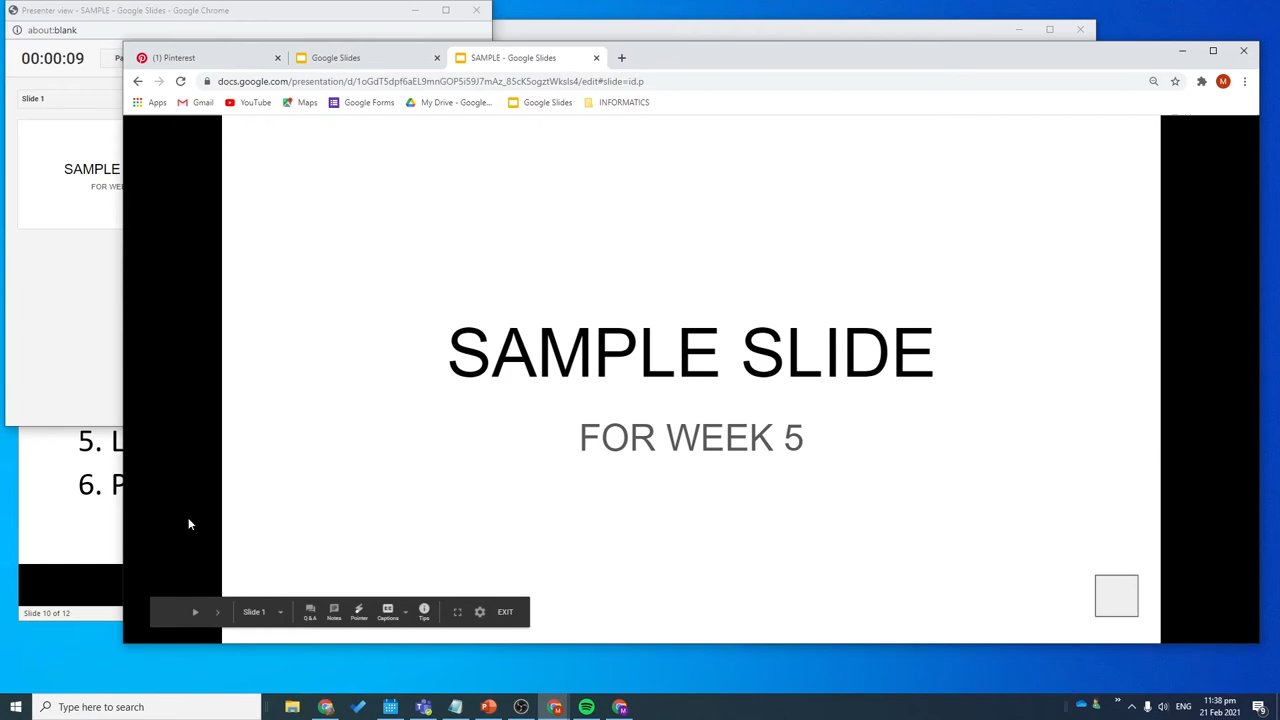 Presenter view - SAMPLE - Google Slides - Google Chrome
about:blank
00:00:09
Pa
Slide 1
SAMPLE
FOR WEE
5. L
6. P
Slide 10 of 12
(1) Pinterest
Google Slides
SAMPLE - Google Slides
docs.google.com/presentation/d/1oGdT5dpf6aEL9mnGOPSi59J7mAz_85cK5ogztWksls4/edit#slide=id.p
Apps
Gmail
YouTube
Maps
Google Forms
My Drive - Google...
Google Slides
INFORMATICS
M
SAMPLE SLIDE
FOR WEEK 5
Slide 1
Q&A
Notes
Pointer
Captions
Tips
EXIT
Type here to search
ENG
11:38 pm
21 Feb 2021